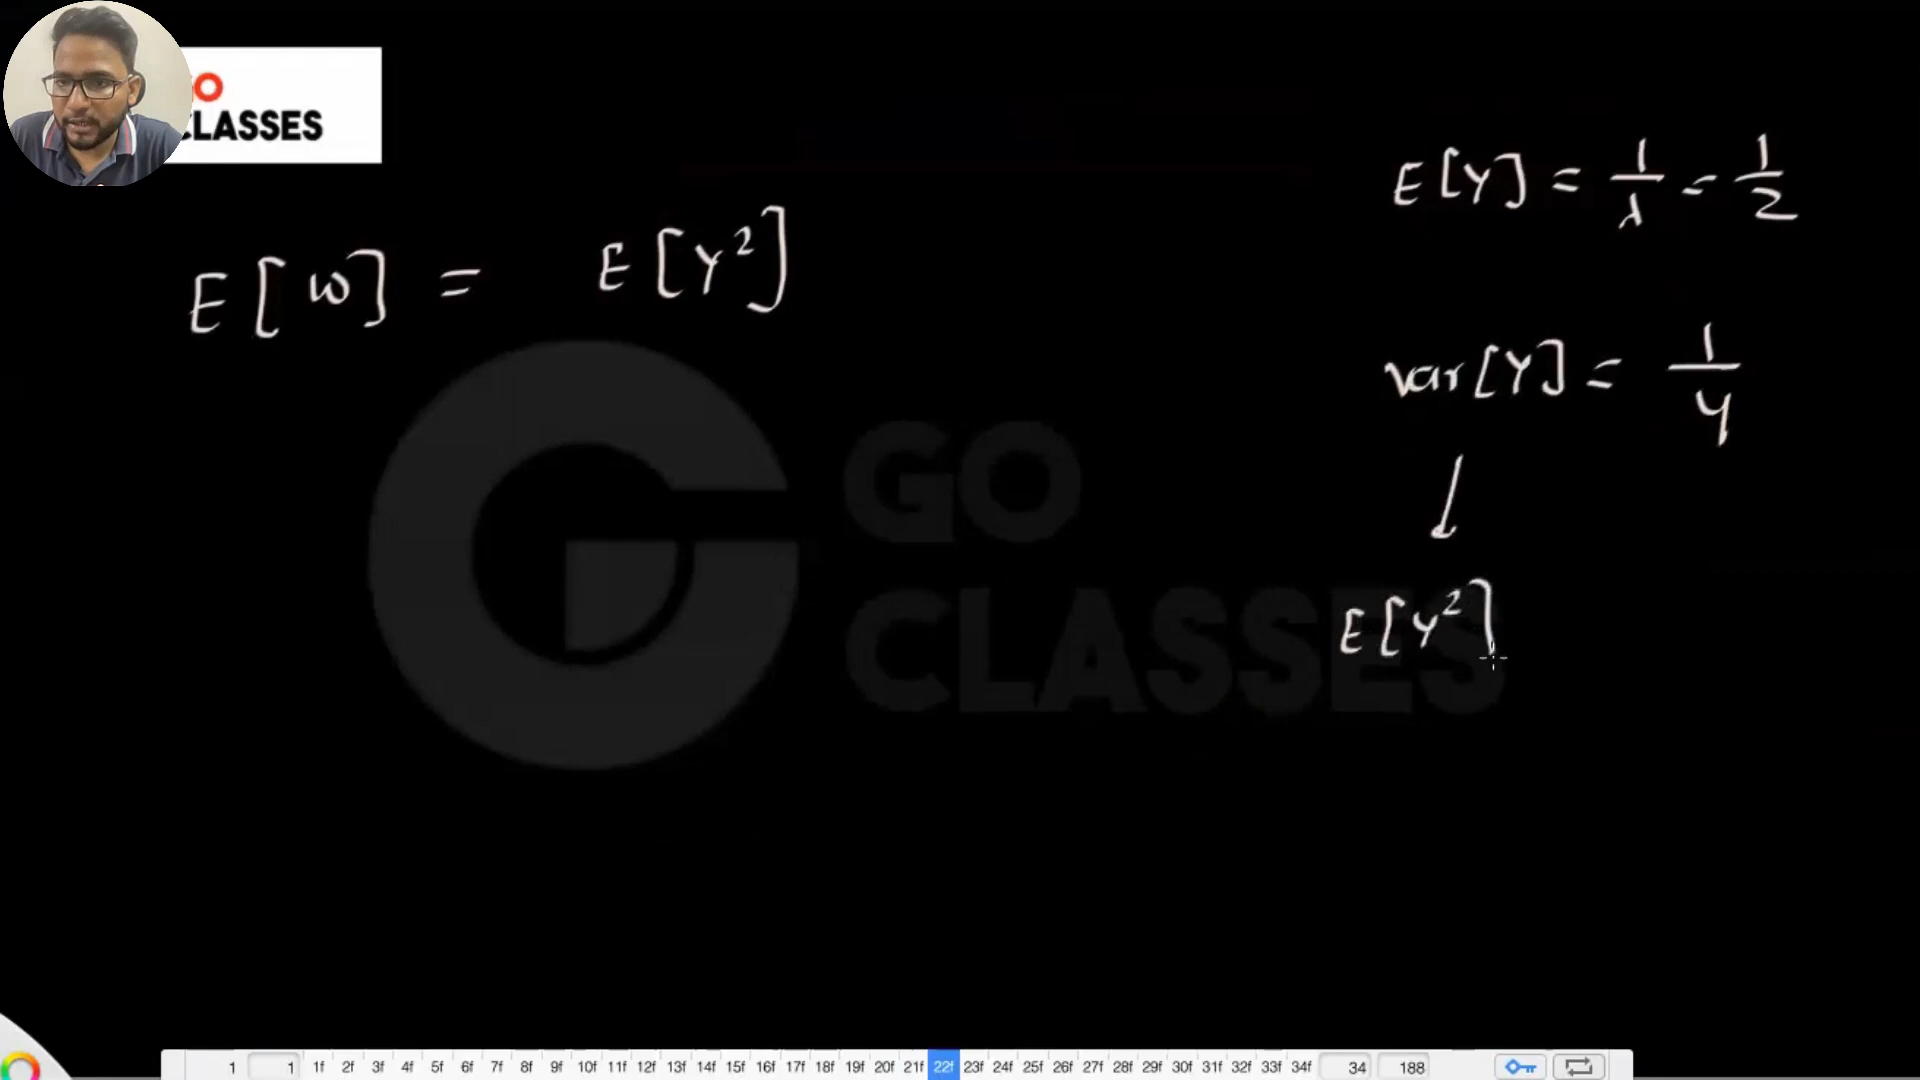 GO
CLASSES
E[Y] = 1/λ = 1/2
E[W] = E[Y²]
var[Y] = 1/4
E[Y²]
GO
CLASSES
1 1 1f 2f 3f 4f 5f 6f 7f 8f 9f 10f 11f 12f 13f 14f 15f 16f 17f 18f 19f 20f 21f 22f 23f 24f 25f 26f 27f 28f 29f 30f 31f 32f 33f 34f 34 188